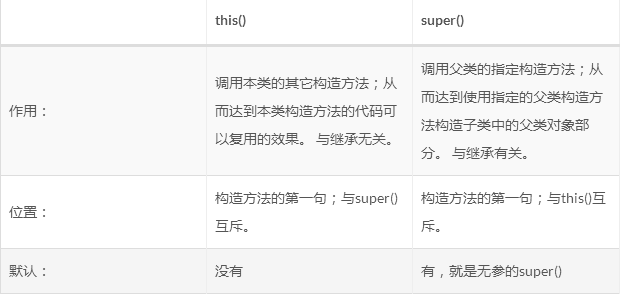 this() super()
作用：
调用本类的其它构造方法；从
而达到本类构造方法的代码可
以复用的效果。 与继承无关。
调用父类的指定构造方法；从
而达到使用指定的父类构造方
法构造子类中的父类对象部
分。 与继承有关。
位置：
构造方法的第一句；与super()
互斥。
构造方法的第一句；与this()互
斥。
默认：
没有
有，就是无参的super()